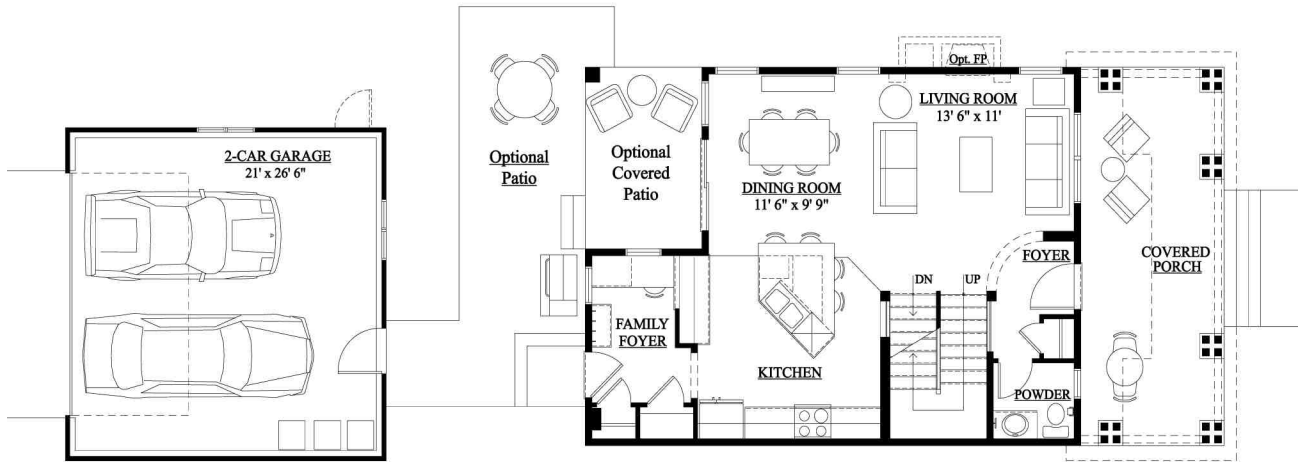 2-CAR GARAGE
21' x 26' 6"
Optional
Patio
Optional
Covered
Patio
Opt. FP
LIVING ROOM
13' 6" x 11'
DINING ROOM
11' 6" x 9' 9"
FOYER
COVERED
PORCH
DN
UP
FAMILY
FOYER
KITCHEN
POWDER